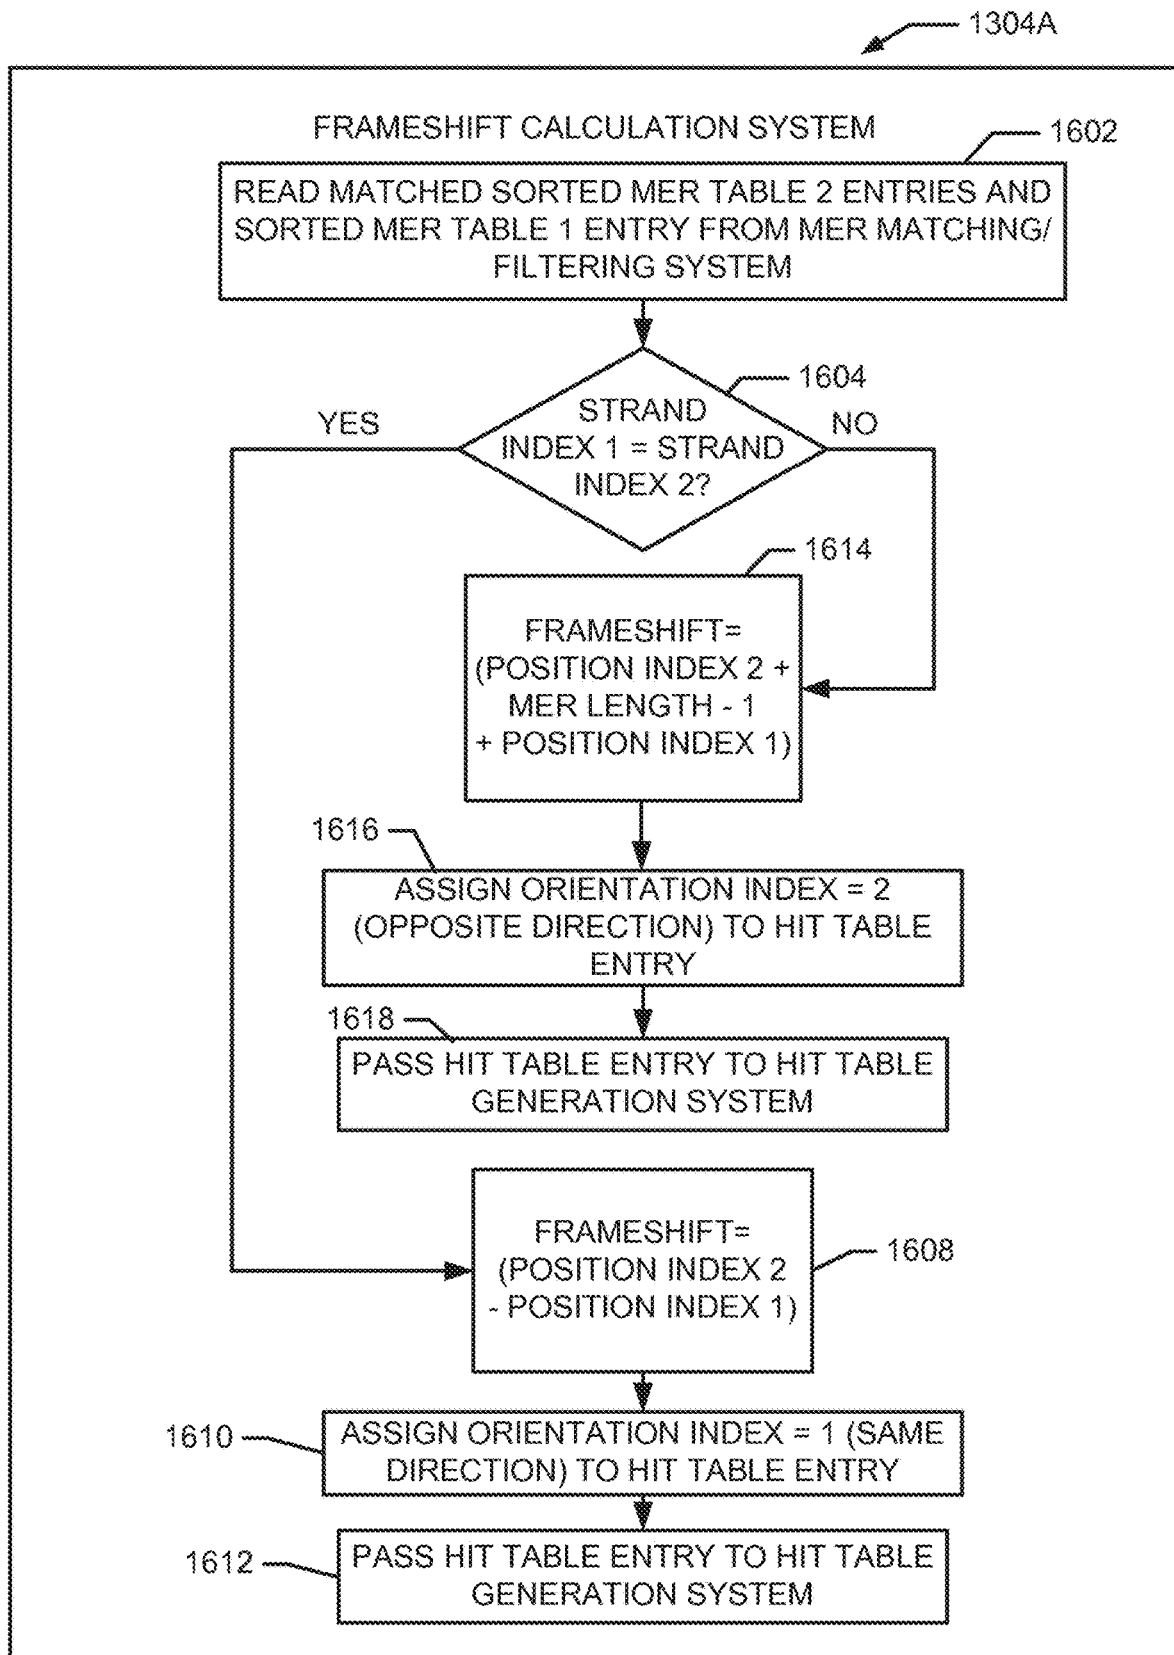 1304A
FRAMESHIFT CALCULATION SYSTEM
1602
READ MATCHED SORTED MER TABLE 2 ENTRIES AND
SORTED MER TABLE 1 ENTRY FROM MER MATCHING/
FILTERING SYSTEM
1604
YES
NO
STRAND
INDEX 1 = STRAND
INDEX 2?
1614
FRAMESHIFT=
(POSITION INDEX 2 +
MER LENGTH - 1
+ POSITION INDEX 1)
1616
ASSIGN ORIENTATION INDEX = 2
(OPPOSITE DIRECTION) TO HIT TABLE
ENTRY
1618
PASS HIT TABLE ENTRY TO HIT TABLE
GENERATION SYSTEM
FRAMESHIFT=
(POSITION INDEX 2
- POSITION INDEX 1)
1608
1610
ASSIGN ORIENTATION INDEX = 1 (SAME
DIRECTION) TO HIT TABLE ENTRY
1612
PASS HIT TABLE ENTRY TO HIT TABLE
GENERATION SYSTEM